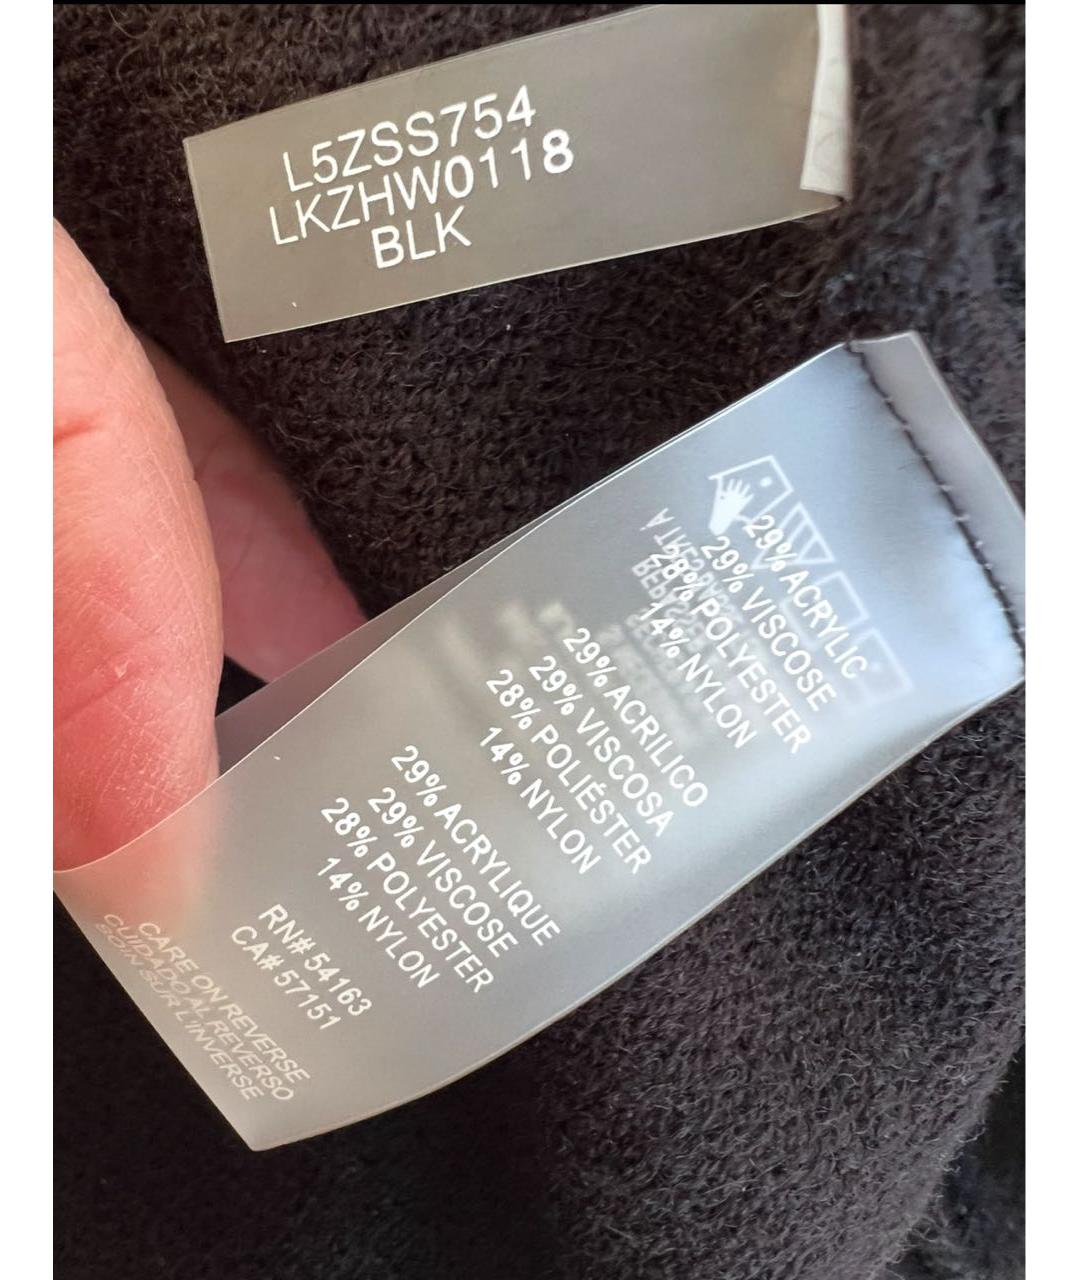 L5ZSS754
LKZHW0118
BLK
29% ACRYLIC
29% VISCOSE
28% POLYESTER
14% NYLON
29% ACRILICO
29% VISCOSA
28% POLIÉSTER
14% NYLON
29% ACRYLIQUE
29% VISCOSE
28% POLYESTER
14% NYLON
RN# 54163
CA# 57151
CARE ON REVERSE
CUIDADO AL REVERSO
SOIN SUR L'INVERSE